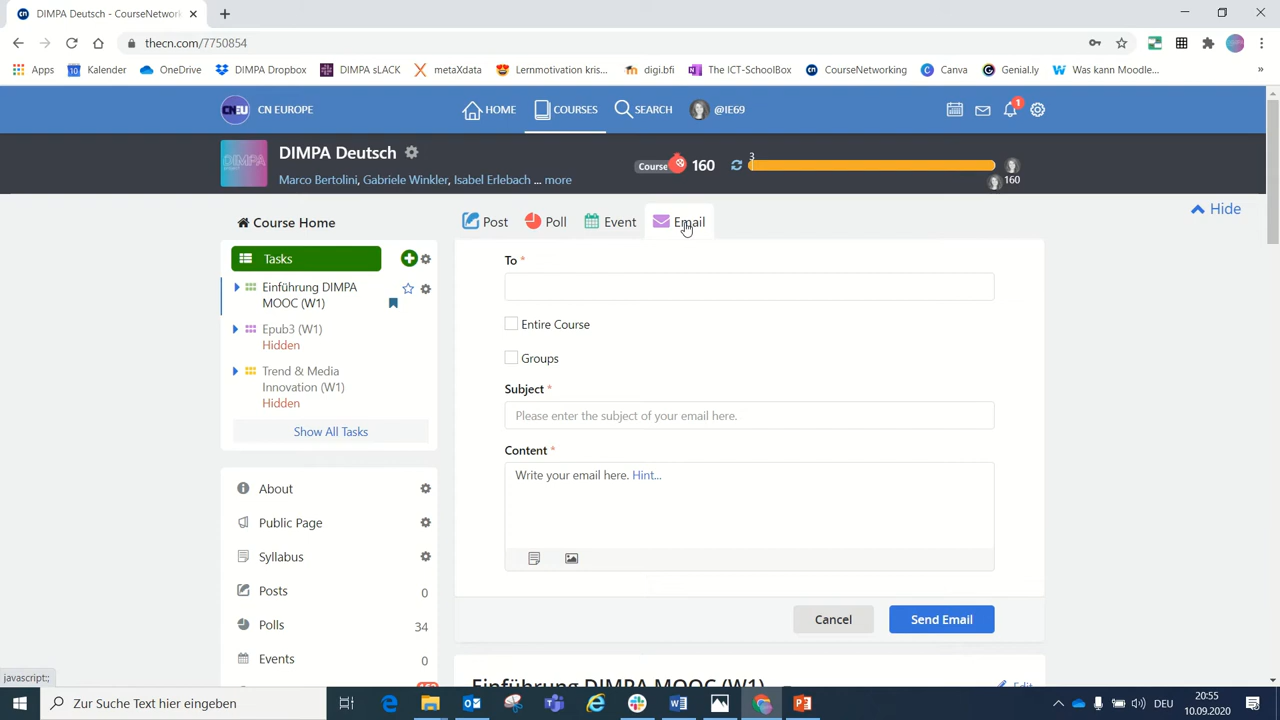 DIMPA Deutsch - CourseNetwork
thecn.com/7750854
Apps
Kalender
OneDrive
DIMPA Dropbox
DIMPA sLACK
metaXdata
Lernmotivation kris...
digi.bfi
The ICT-SchoolBox
CourseNetworking
Canva
Genial.ly
Was kann Moodle...
»
CNEU
CN EUROPE
HOME
COURSES
SEARCH
@IE69
1
DIMPA
DIMPA Deutsch
Marco Bertolini, Gabriele Winkler, Isabel Erlebach ... more
Course
160
3
160
Course Home
Post
Poll
Event
Email
Hide
Tasks
Einführung DIMPA
MOOC (W1)
Epub3 (W1)
Hidden
Trend & Media
Innovation (W1)
Hidden
Show All Tasks
About
Public Page
Syllabus
Posts 0
Polls 34
Events 0
To *
Entire Course
Groups
Subject *
Please enter the subject of your email here.
Content *
Write your email here. Hint...
Cancel
Send Email
Einführung DIMPA MOOC (W1)
Edit
javascript:;
Zur Suche Text hier eingeben
DEU
20:55
10.09.2020